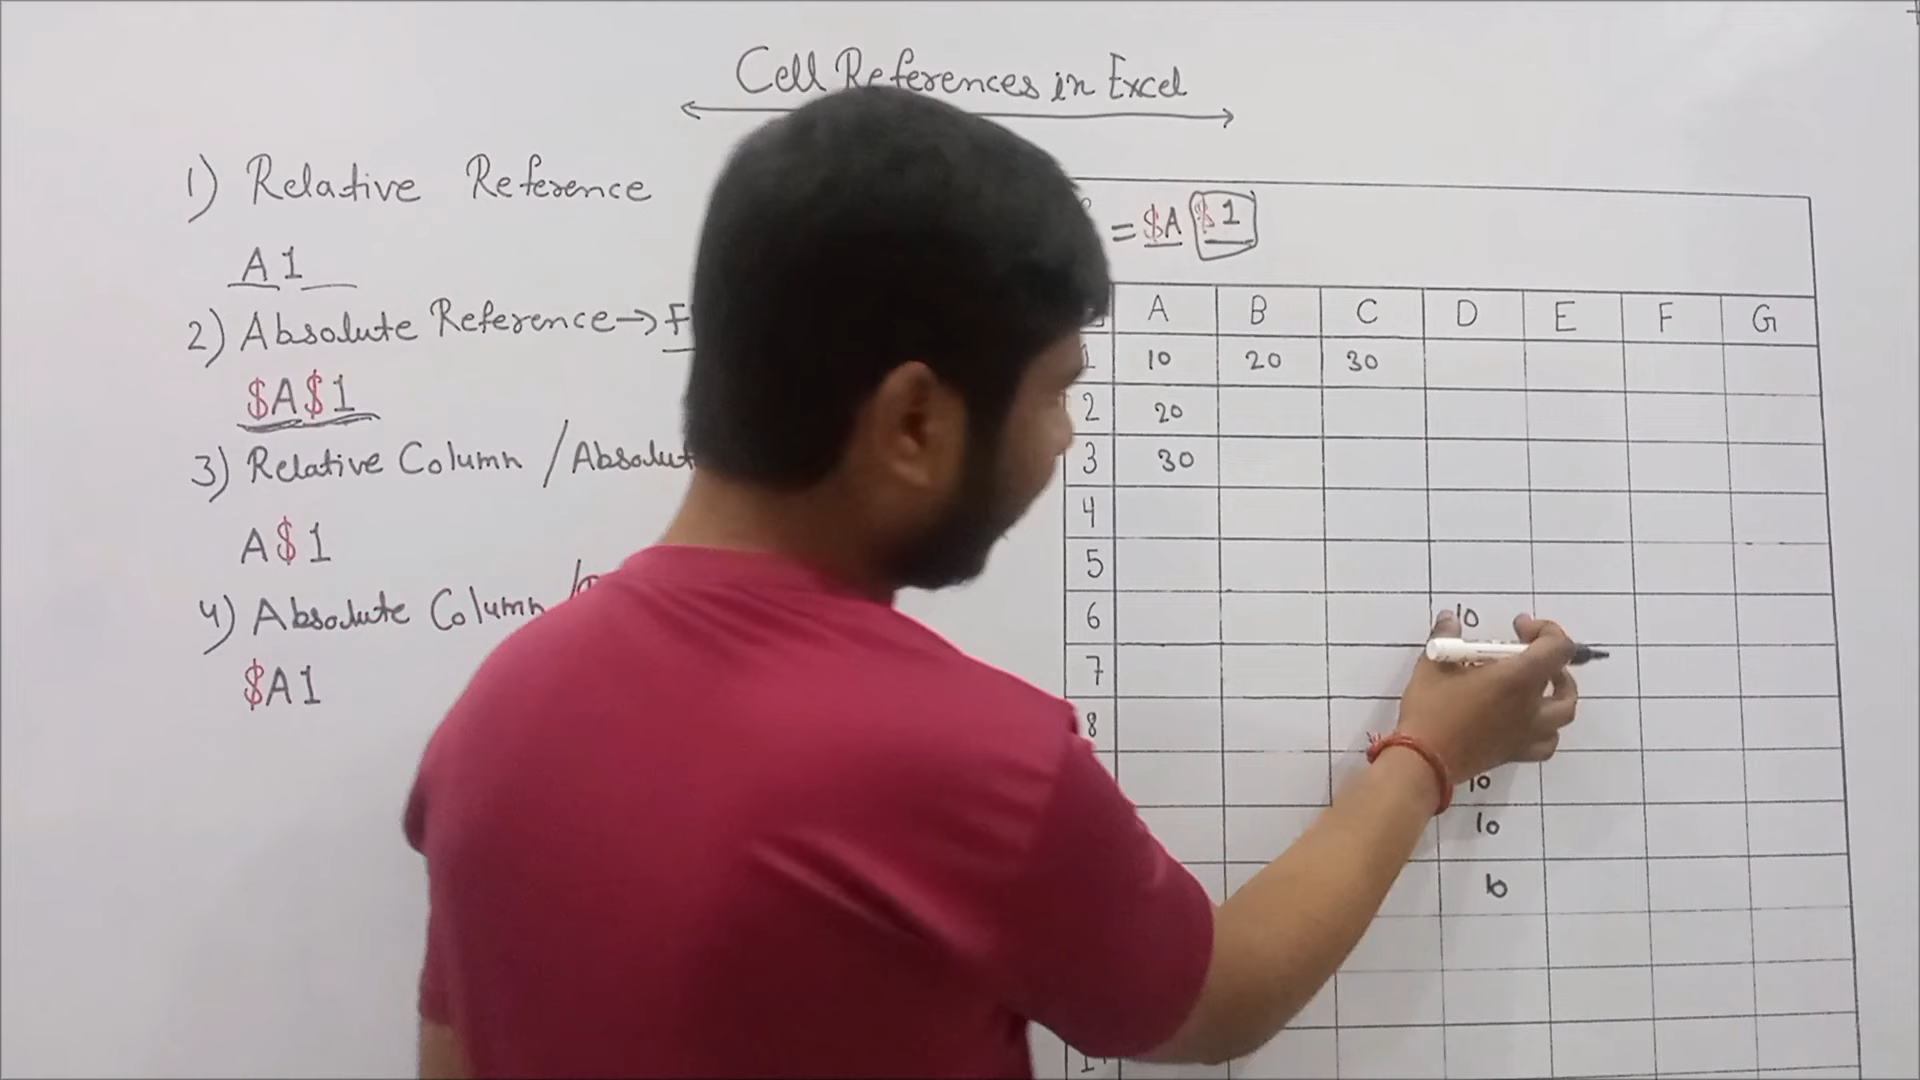 Cell References in Excel
1) Relative Reference
A1
2) Absolute Reference → F
$A$1
3) Relative Column / Absolut
A$1
4) Absolute Column /
$A1
= $A $1
A B C D E F G
1 10 20 30
2 20
3 30
4
5
6 10
7
8
10
10
10